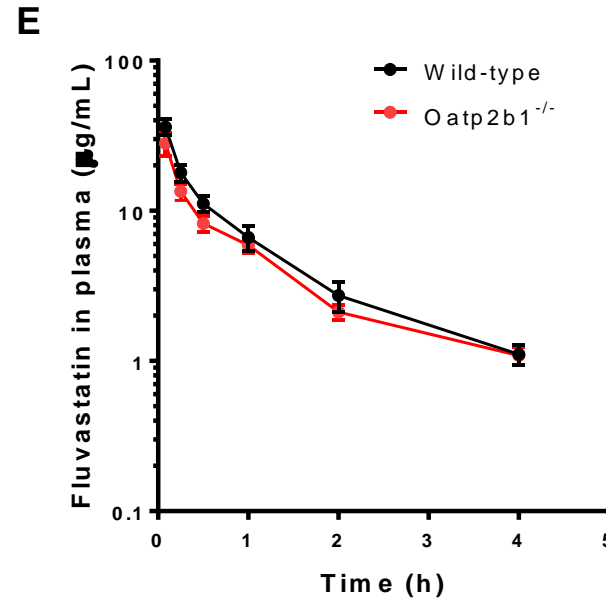 E
Wild-type
Oatp2b1-/-
Fluvastatin in plasma (μg/mL)
100
10
1
0.1
0 1 2 3 4 5
Time (h)